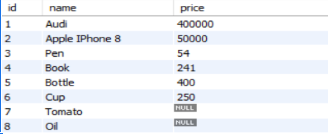 id name price
1 Audi 400000
2 Apple IPhone 8 50000
3 Pen 54
4 Book 241
5 Bottle 400
6 Cup 250
7 Tomato NULL
8 Oil NULL